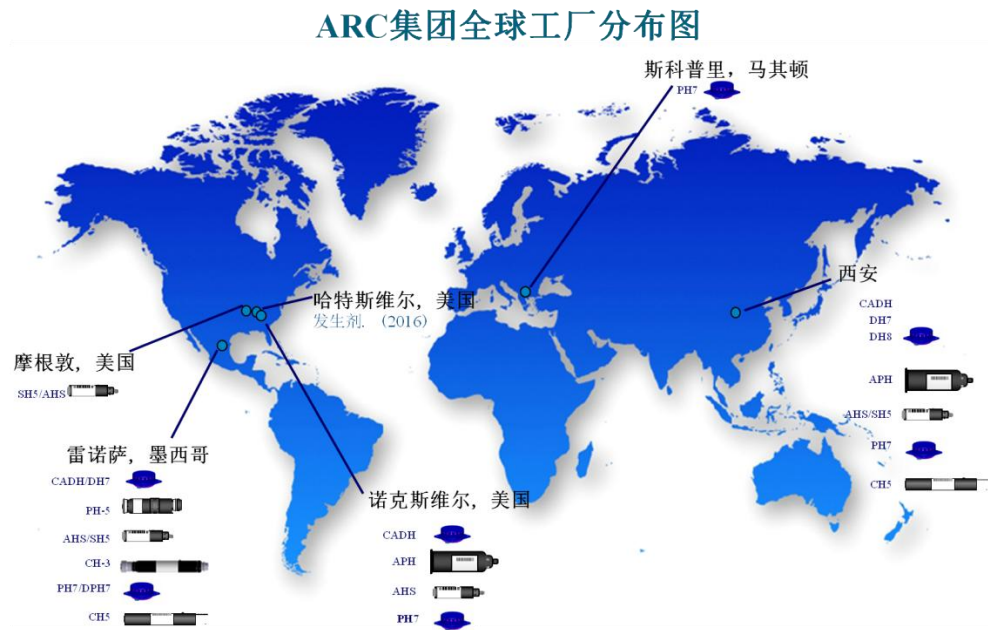 ARC集团全球工厂分布图
斯科普里，马其顿
PH7
西安
CADH
DH7
DH8
APH
AHS/SH5
PH7
CH5
哈特斯维尔，美国
发生剂. (2016)
摩根敦，美国
SH5/AHS
雷诺萨，墨西哥
CADH/DH7
PH-5
AHS/SH5
CH-3
PH7/DPH7
CH5
诺克斯维尔，美国
CADH
APH
AHS
PH7